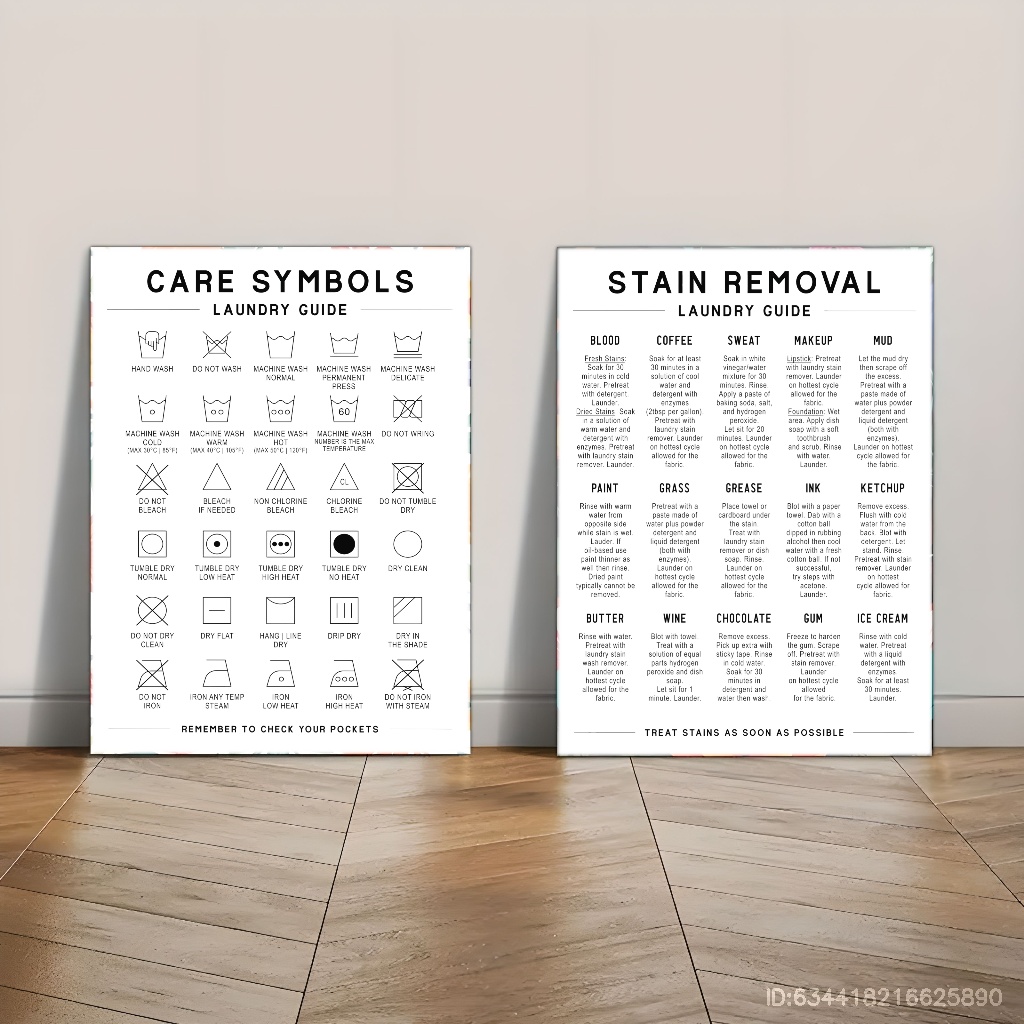 CARE SYMBOLS
LAUNDRY GUIDE
HAND WASH
DO NOT WASH
MACHINE WASH
NORMAL
MACHINE WASH
PERMANENT
PRESS
MACHINE WASH
DELICATE
MACHINE WASH
COLD
(MAX 30°C | 85°F)
MACHINE WASH
WARM
(MAX 40°C | 105°F)
MACHINE WASH
HOT
(MAX 50°C | 120°F)
60
MACHINE WASH
NUMBER IS THE MAX
TEMPERATURE
DO NOT WRING
DO NOT
BLEACH
BLEACH
IF NEEDED
NON CHLORINE
BLEACH
CL
CHLORINE
BLEACH
DO NOT TUMBLE
DRY
TUMBLE DRY
NORMAL
TUMBLE DRY
LOW HEAT
TUMBLE DRY
HIGH HEAT
TUMBLE DRY
NO HEAT
DRY CLEAN
DO NOT DRY
CLEAN
DRY FLAT
HANG | LINE
DRY
DRIP DRY
DRY IN
THE SHADE
DO NOT
IRON
IRON ANY TEMP
STEAM
IRON
LOW HEAT
IRON
HIGH HEAT
DO NOT IRON
WITH STEAM
REMEMBER TO CHECK YOUR POCKETS
STAIN REMOVAL
LAUNDRY GUIDE
BLOOD
Fresh Stains:
Soak for 30
minutes in cold
water. Pretreat
with detergent.
Launder.
Dried Stains: Soak
in a solution of
warm water and
detergent with
enzymes. Pretreat
with laundry stain
remover. Launder.
COFFEE
Soak for at least
30 minutes in a
solution of cool
water and
detergent with
enzymes
(2tbsp per gallon)
Pretreat with
laundry stain
remover. Launder
on hottest cycle
allowed for the
fabric.
SWEAT
Soak in white
vinegar/water
mixture for 30
minutes. Rinse.
Apply a paste of
baking soda, salt,
and hydrogen
peroxide.
Let sit for 20
minutes. Launder
on hottest cycle
allowed for the
fabric.
MAKEUP
Lipstick: Pretreat
with laundry stain
remover. Launder
on hottest cycle
allowed for the
fabric.
Foundation: Wet
area. Apply dish
soap with a soft
toothbrush
and scrub. Rinse
with water.
Launder.
MUD
Let the mud dry
then scrape off
the excess.
Pretreat with a
paste made of
water plus powder
detergent and
liquid detergent
(both with
enzymes).
Launder on hottest
cycle allowed for
the fabric.
PAINT
Rinse with warm
water from
opposite side
while stain is wet.
Lauder. If
oil-based use
paint thinner as
well then rinse.
Dried paint
typically cannot be
removed.
GRASS
Pretreat with a
paste made of
water plus powder
detergent and
liquid detergent
(both with
enzymes).
Launder on
hottest cycle
allowed for the
fabric.
GREASE
Place towel or
cardboard under
the stain.
Treat with
laundry stain
remover or dish
soap. Rinse.
Launder on
hottest cycle
allowed for the
fabric.
INK
Blot with a paper
towel. Dab with a
cotton ball
dipped in rubbing
alcohol then cool
water with a fresh
cotton ball. If not
successful,
try steps with
acetone.
Launder.
KETCHUP
Remove excess.
Flush with cold
water from the
back. Blot with
detergent. Let
stand. Rinse
Pretreat with stain
remover. Launder
on hottest
cycle allowed for
fabric.
BUTTER
Rinse with water.
Pretreat with
laundry stain
wash remover.
Launder on
hottest cycle
allowed for the
fabric.
WINE
Blot with towel.
Treat with a
solution of equal
parts hydrogen
peroxide and dish
soap.
Let sit for 1
minute. Launder.
CHOCOLATE
Remove excess.
Pick up extra with
sticky tape. Rinse
in cold water.
Soak for 30
minutes in
detergent and
water then wash.
GUM
Freeze to harden
the gum. Scrape
off. Pretreat with
stain remover
Launder
on hottest cycle
allowed
for the fabric.
ICE CREAM
Rinse with cold
water. Pretreat
with a liquid
detergent with
enzymes.
Soak for at least
30 minutes.
Launder.
TREAT STAINS AS SOON AS POSSIBLE
ID:634418216625890